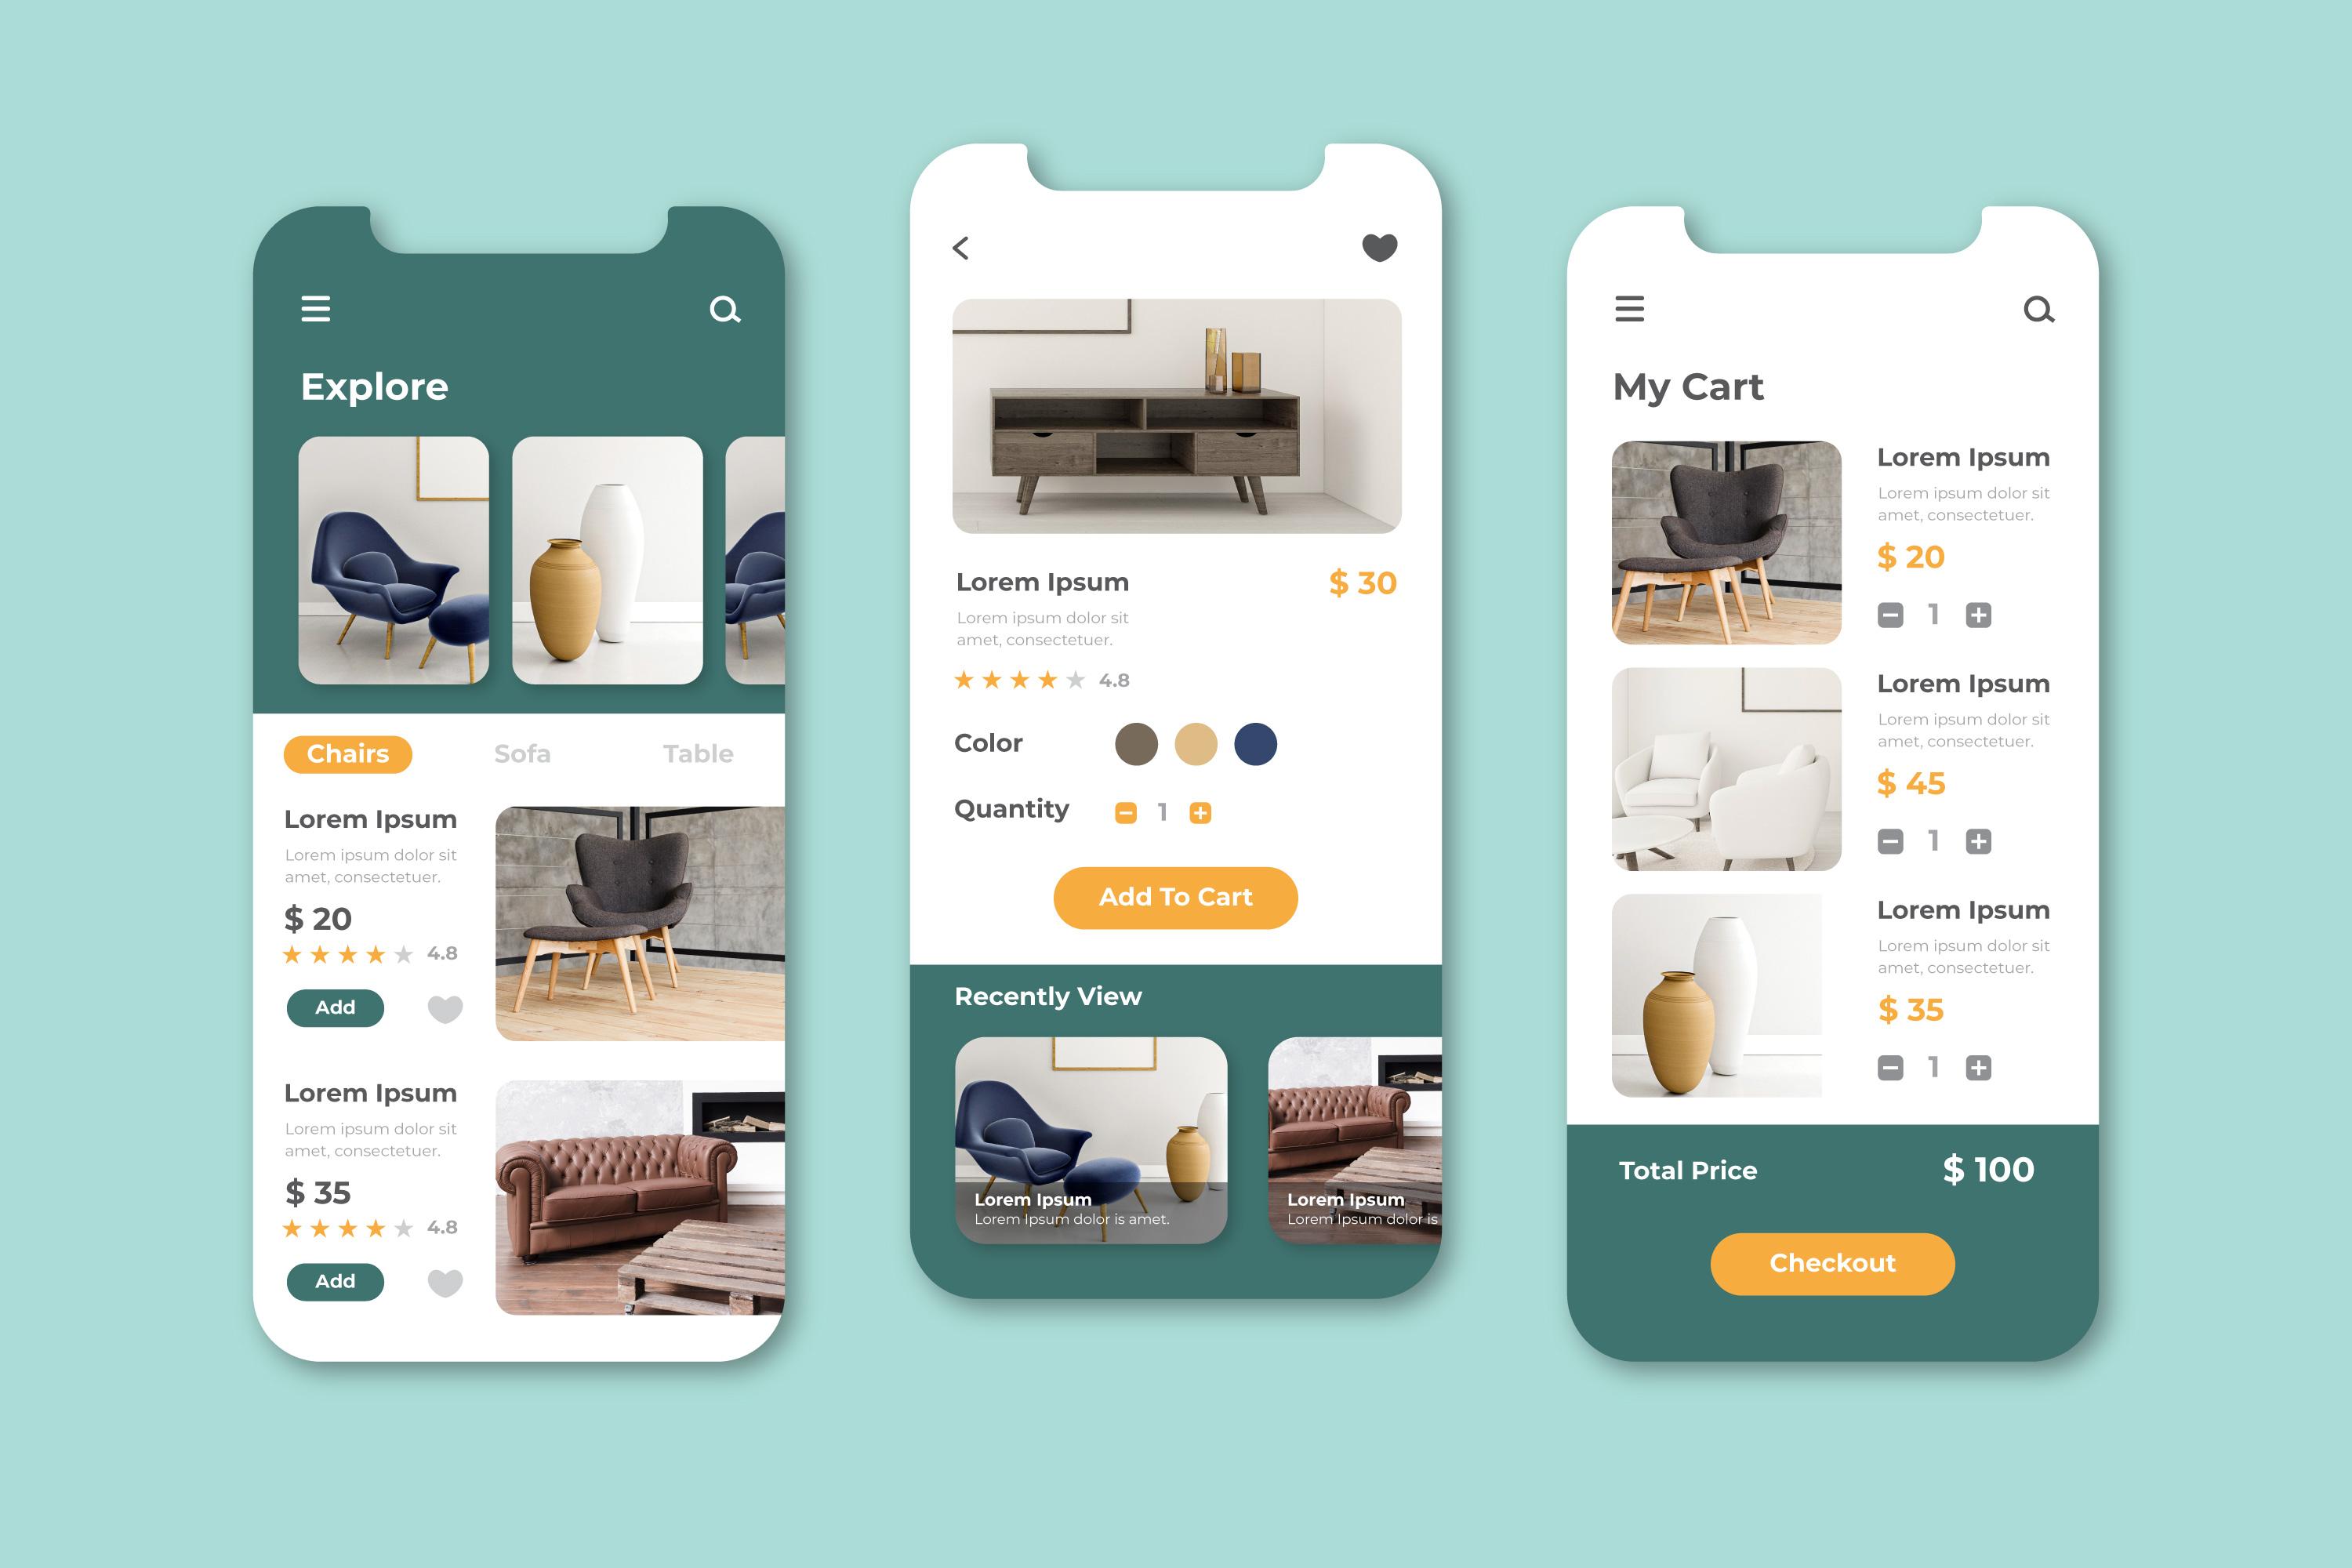 Explore
Chairs
Sofa
Table
Lorem Ipsum
Lorem ipsum dolor sit
amet, consectetuer.
$ 20
4.8
Add
Lorem Ipsum
Lorem ipsum dolor sit
amet, consectetuer.
$ 35
4.8
Add
Lorem Ipsum
$ 30
Lorem ipsum dolor sit
amet, consectetuer.
4.8
Color
Quantity
1
Add To Cart
Recently View
Lorem Ipsum
Lorem Ipsum dolor is amet.
Lorem Ipsum
Lorem Ipsum dolor is
My Cart
Lorem Ipsum
Lorem ipsum dolor sit
amet, consectetuer.
$ 20
1
Lorem Ipsum
Lorem ipsum dolor sit
amet, consectetuer.
$ 45
1
Lorem Ipsum
Lorem ipsum dolor sit
amet, consectetuer.
$ 35
1
Total Price
$ 100
Checkout